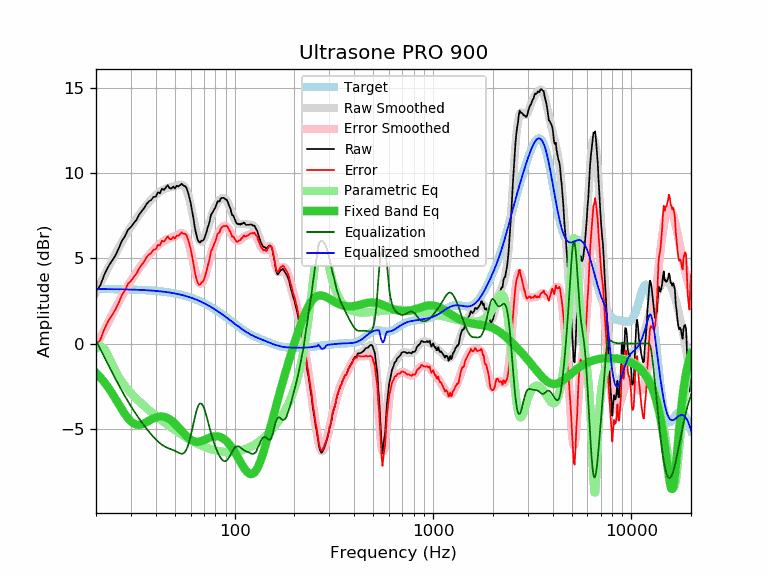 Ultrasone PRO 900
Target
Raw Smoothed
Error Smoothed
Raw
Error
Parametric Eq
Fixed Band Eq
Equalization
Equalized smoothed
Amplitude (dBr)
15
10
5
0
−5
100
1000
10000
Frequency (Hz)